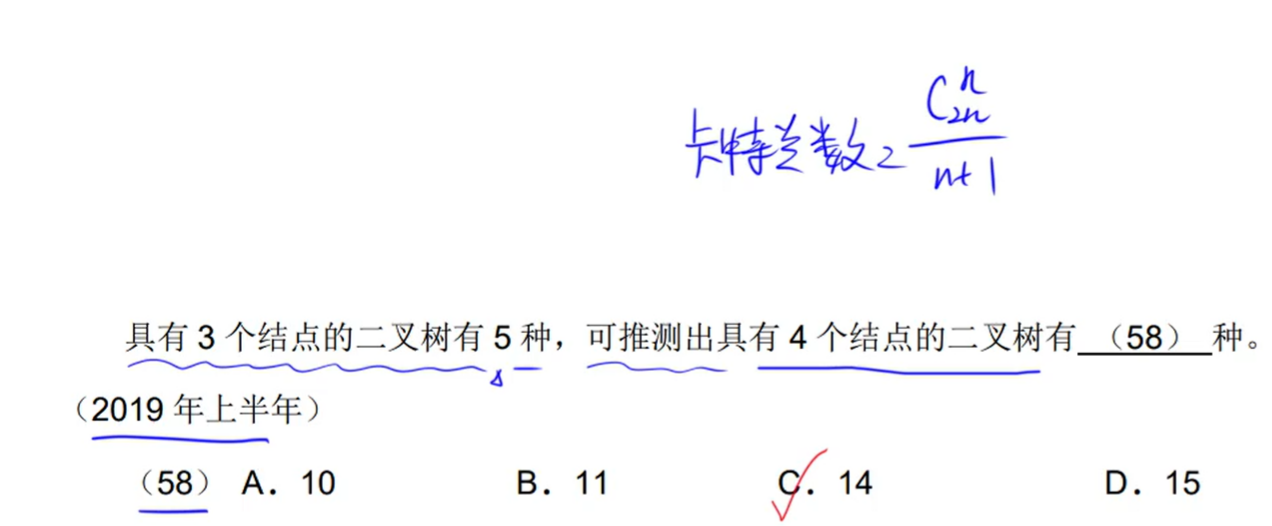 卡特兰数=C_{2n}^{n}/(n+1)
具有 3 个结点的二叉树有 5 种，可推测出具有 4 个结点的二叉树有 （58） 种。
（2019 年上半年）
（58） A．10 B．11 C．14 D．15